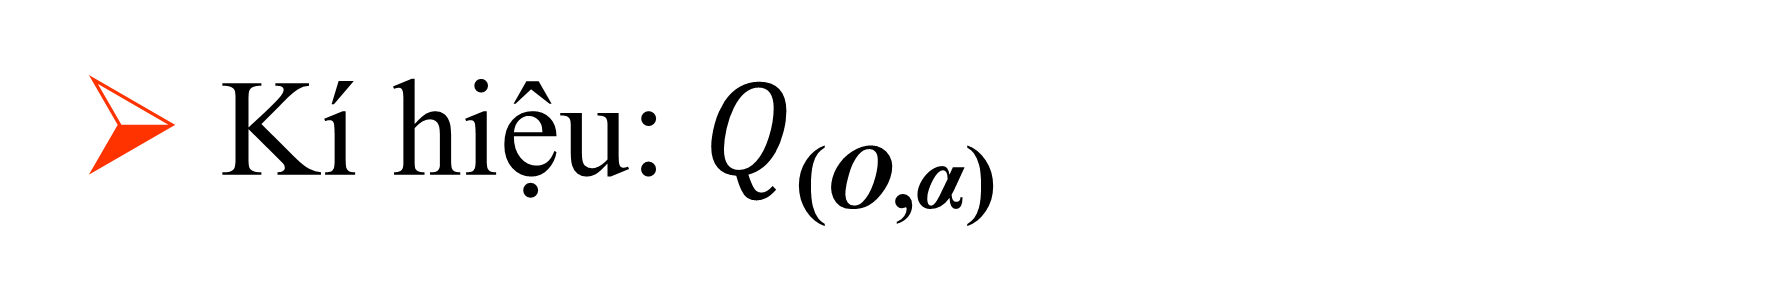 Kí hiệu: Q(O,α)